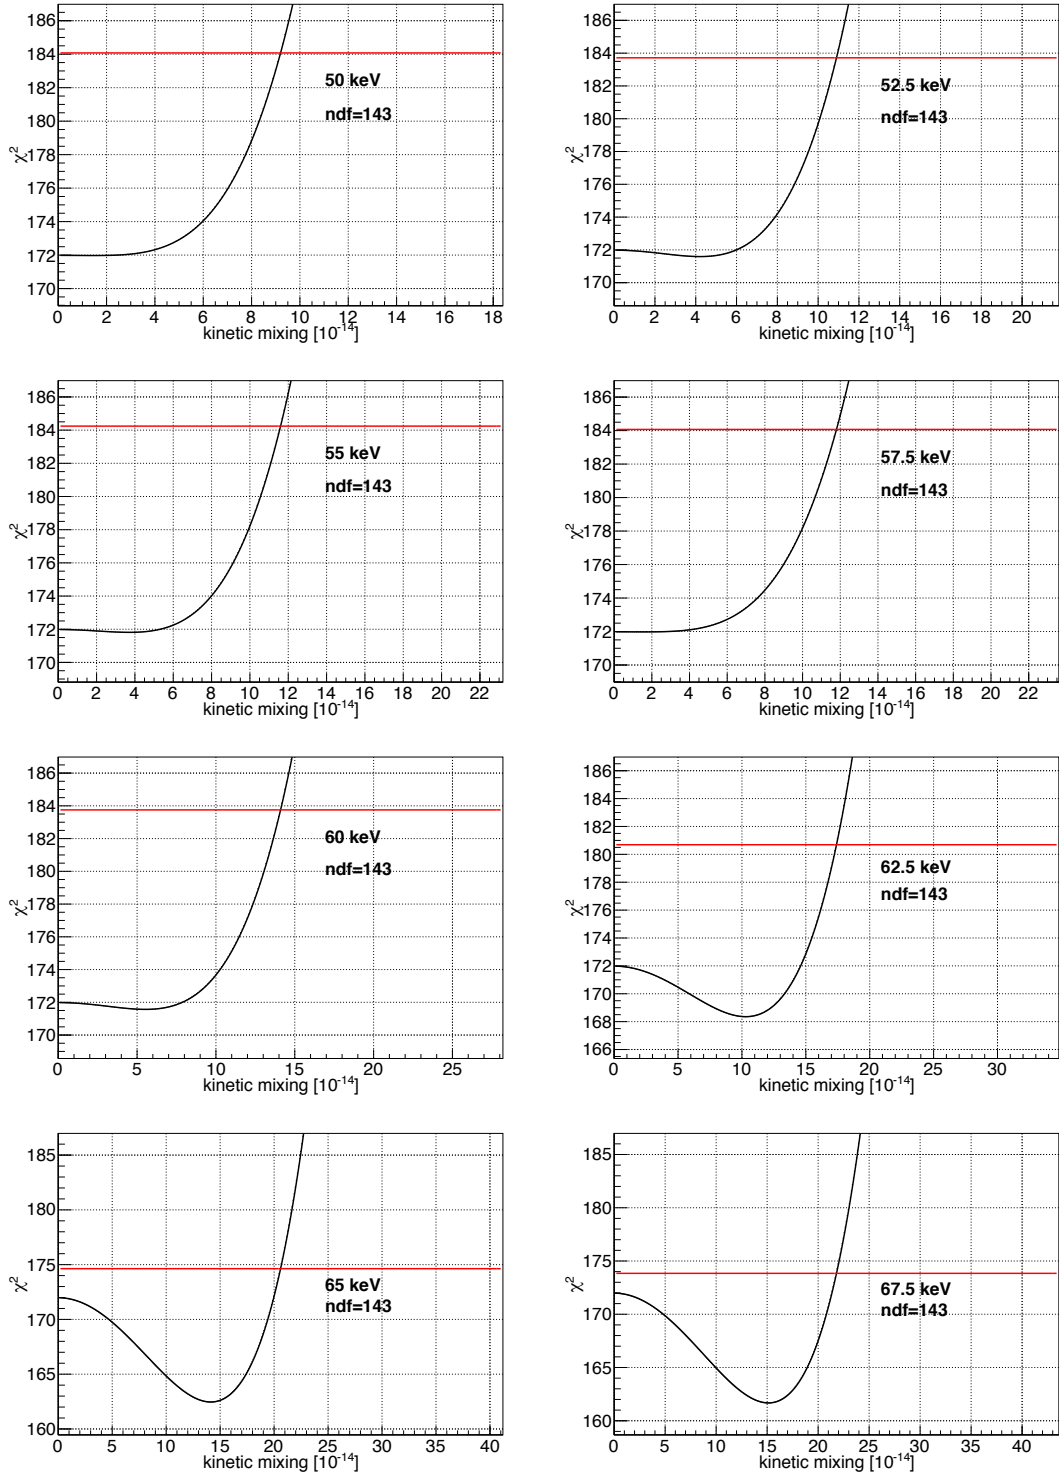 χ²
186
184
182
180
178
176
174
172
170
50 keV
ndf=143
0 2 4 6 8 10 12 14 16 18
kinetic mixing [10⁻¹⁴]
χ²
186
184
182
180
178
176
174
172
170
52.5 keV
ndf=143
0 2 4 6 8 10 12 14 16 18 20
kinetic mixing [10⁻¹⁴]
χ²
186
184
182
180
178
176
174
172
170
55 keV
ndf=143
0 2 4 6 8 10 12 14 16 18 20 22
kinetic mixing [10⁻¹⁴]
χ²
186
184
182
180
178
176
174
172
170
57.5 keV
ndf=143
0 2 4 6 8 10 12 14 16 18 20 22
kinetic mixing [10⁻¹⁴]
χ²
186
184
182
180
178
176
174
172
170
60 keV
ndf=143
0 5 10 15 20 25
kinetic mixing [10⁻¹⁴]
χ²
186
184
182
180
178
176
174
172
170
168
166
62.5 keV
ndf=143
0 5 10 15 20 25 30
kinetic mixing [10⁻¹⁴]
χ²
185
180
175
170
165
160
65 keV
ndf=143
0 5 10 15 20 25 30 35 40
kinetic mixing [10⁻¹⁴]
χ²
185
180
175
170
165
160
67.5 keV
ndf=143
0 5 10 15 20 25 30 35 40
kinetic mixing [10⁻¹⁴]